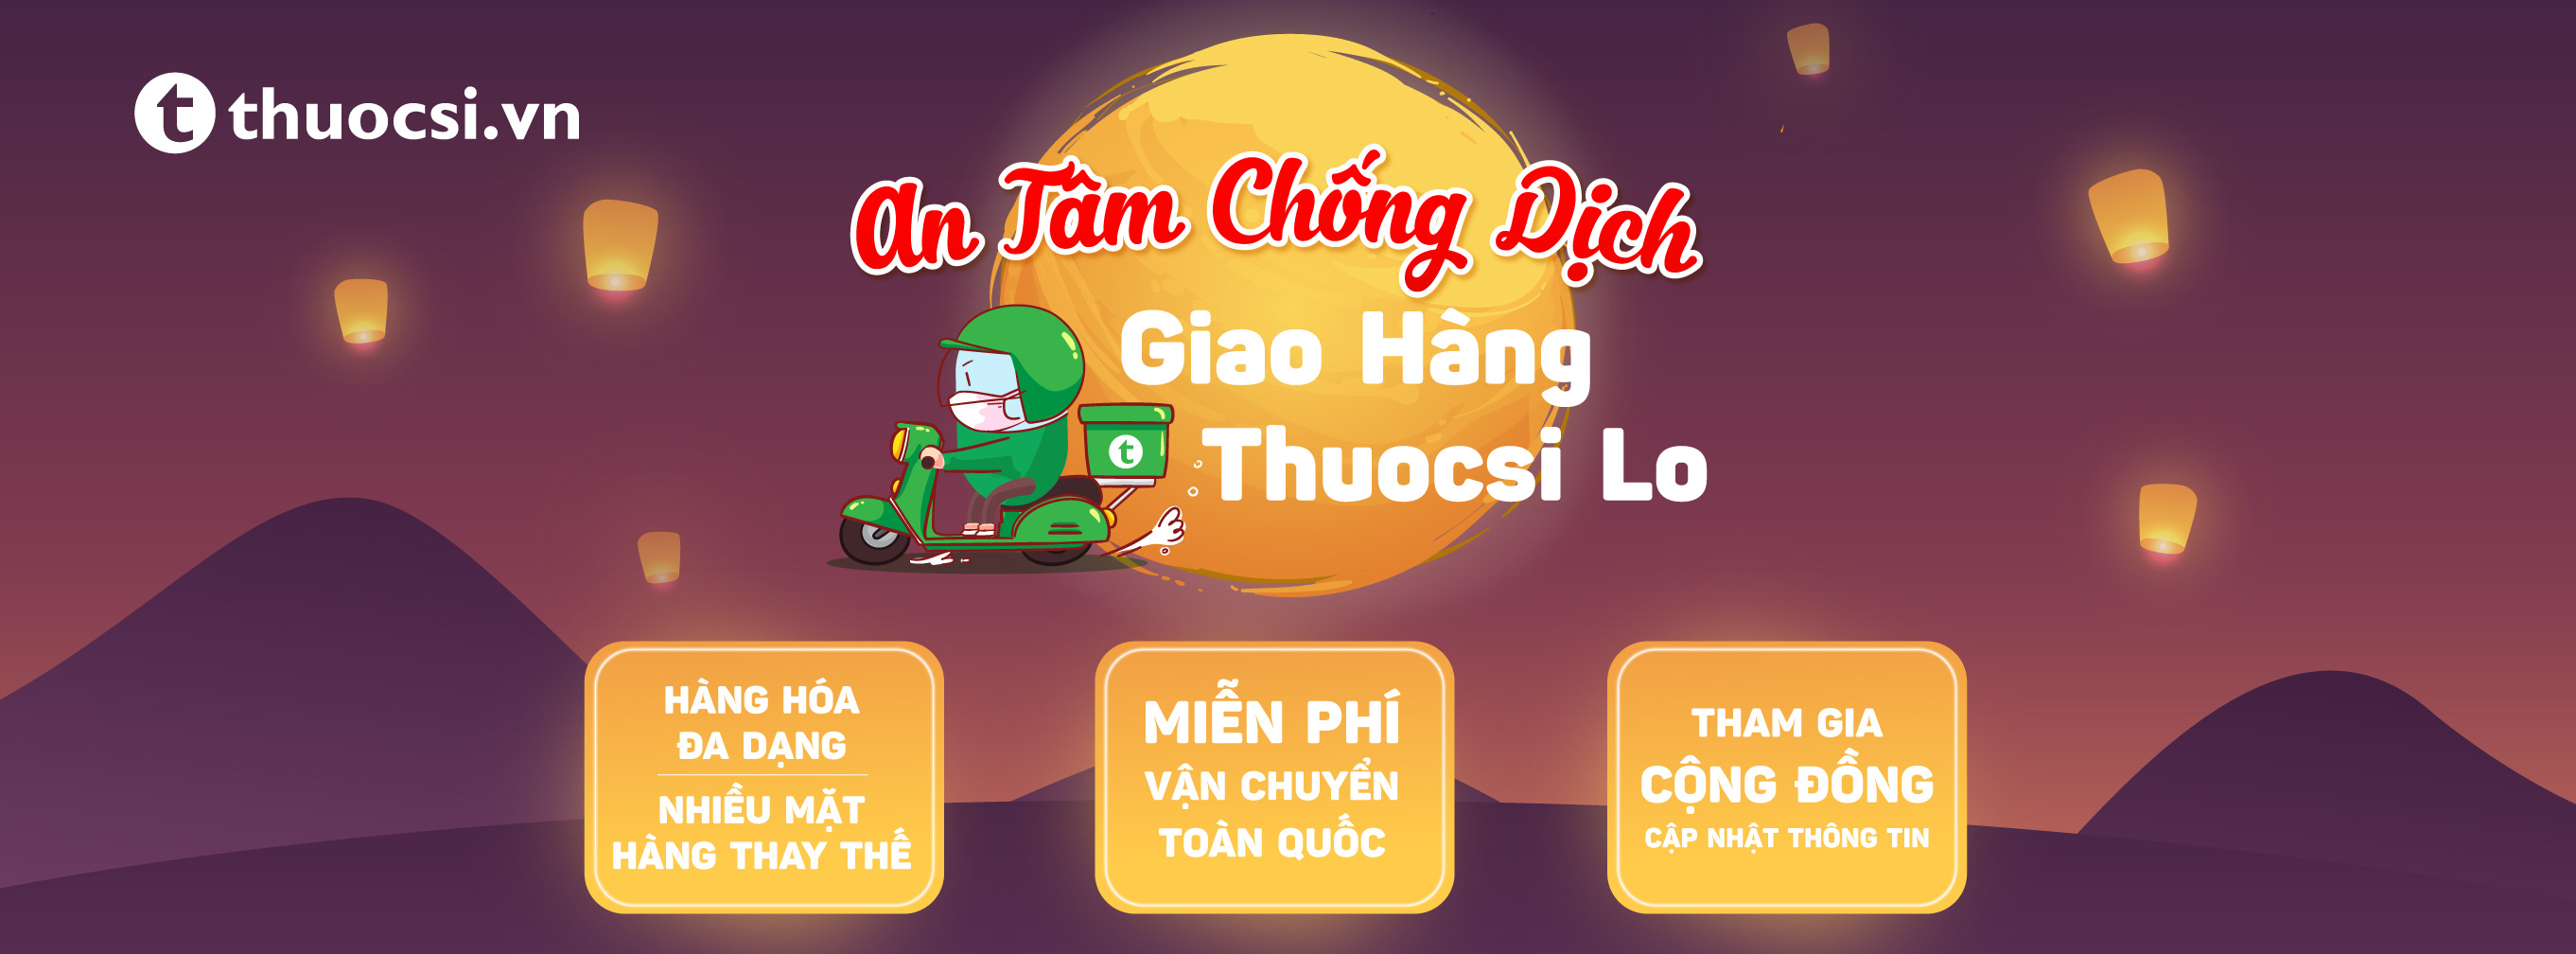 thuocsi.vn
An Tâm Chống Dịch
Giao Hàng
Thuocsi Lo
t
HÀNG HÓA
ĐA DẠNG
NHIỀU MẶT
HÀNG THAY THẾ
MIỄN PHÍ
VẬN CHUYỂN
TOÀN QUỐC
THAM GIA
CỘNG ĐỒNG
CẬP NHẬT THÔNG TIN